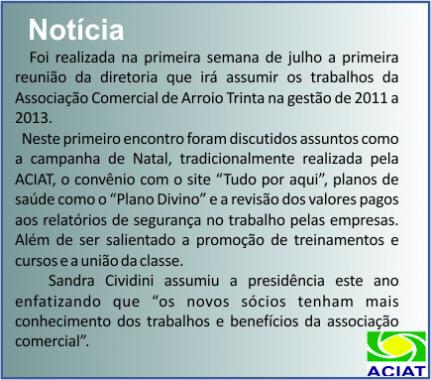 Notícia
Foi realizada na primeira semana de julho a primeira
reunião da diretoria que irá assumir os trabalhos da
Associação Comercial de Arroio Trinta na gestão de 2011 a
2013.
Neste primeiro encontro foram discutidos assuntos como
a campanha de Natal, tradicionalmente realizada pela
ACIAT, o convênio com o site “Tudo por aqui”, planos de
saúde como o “Plano Divino” e a revisão dos valores pagos
aos relatórios de segurança no trabalho pelas empresas.
Além de ser salientado a promoção de treinamentos e
cursos e a união da classe.
Sandra Cividini assumiu a presidência este ano
enfatizando que “os novos sócios tenham mais
conhecimento dos trabalhos e benefícios da associação
comercial”.
ACIAT